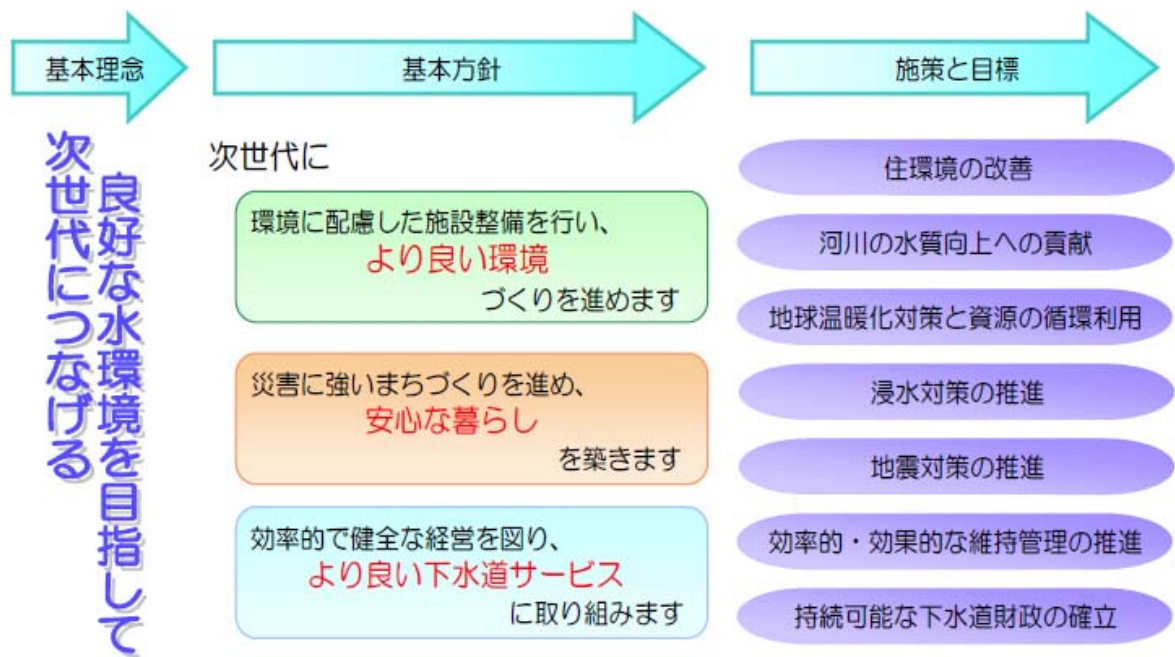 基本理念
基本方針
施策と目標
良好な水環境を目指して
次世代につなげる
次世代に
環境に配慮した施設整備を行い、
より良い環境
づくりを進めます
災害に強いまちづくりを進め、
安心な暮らし
を築きます
効率的で健全な経営を図り、
より良い下水道サービス
に取り組みます
住環境の改善
河川の水質向上への貢献
地球温暖化対策と資源の循環利用
浸水対策の推進
地震対策の推進
効率的・効果的な維持管理の推進
持続可能な下水道財政の確立